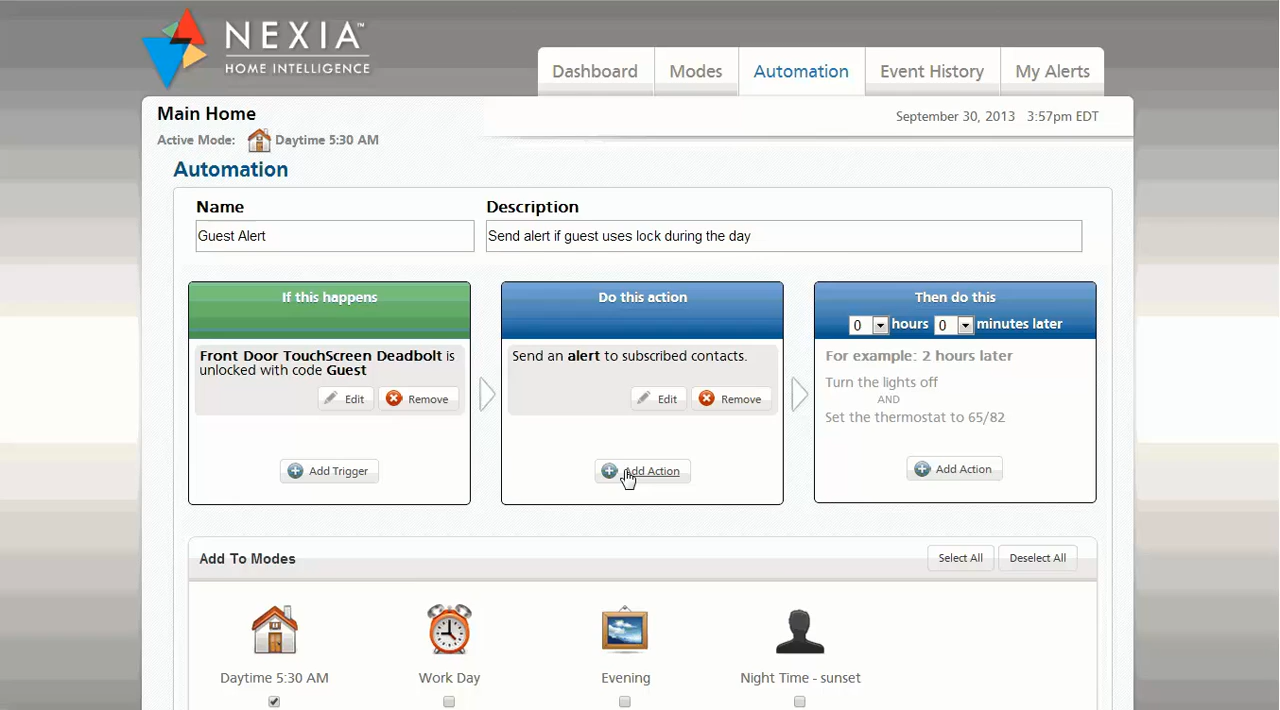 NEXIA™
HOME INTELLIGENCE
Dashboard
Modes
Automation
Event History
My Alerts
Main Home
September 30, 2013 3:57pm EDT
Active Mode: Daytime 5:30 AM
Automation
Name
Description
Guest Alert
Send alert if guest uses lock during the day
If this happens
Front Door TouchScreen Deadbolt is
unlocked with code Guest
Edit
Remove
Add Trigger
Do this action
Send an alert to subscribed contacts.
Edit
Remove
Add Action
Then do this
0 hours 0 minutes later
For example: 2 hours later
Turn the lights off
AND
Set the thermostat to 65/82
Add Action
Add To Modes
Select All
Deselect All
Daytime 5:30 AM
Work Day
Evening
Night Time - sunset